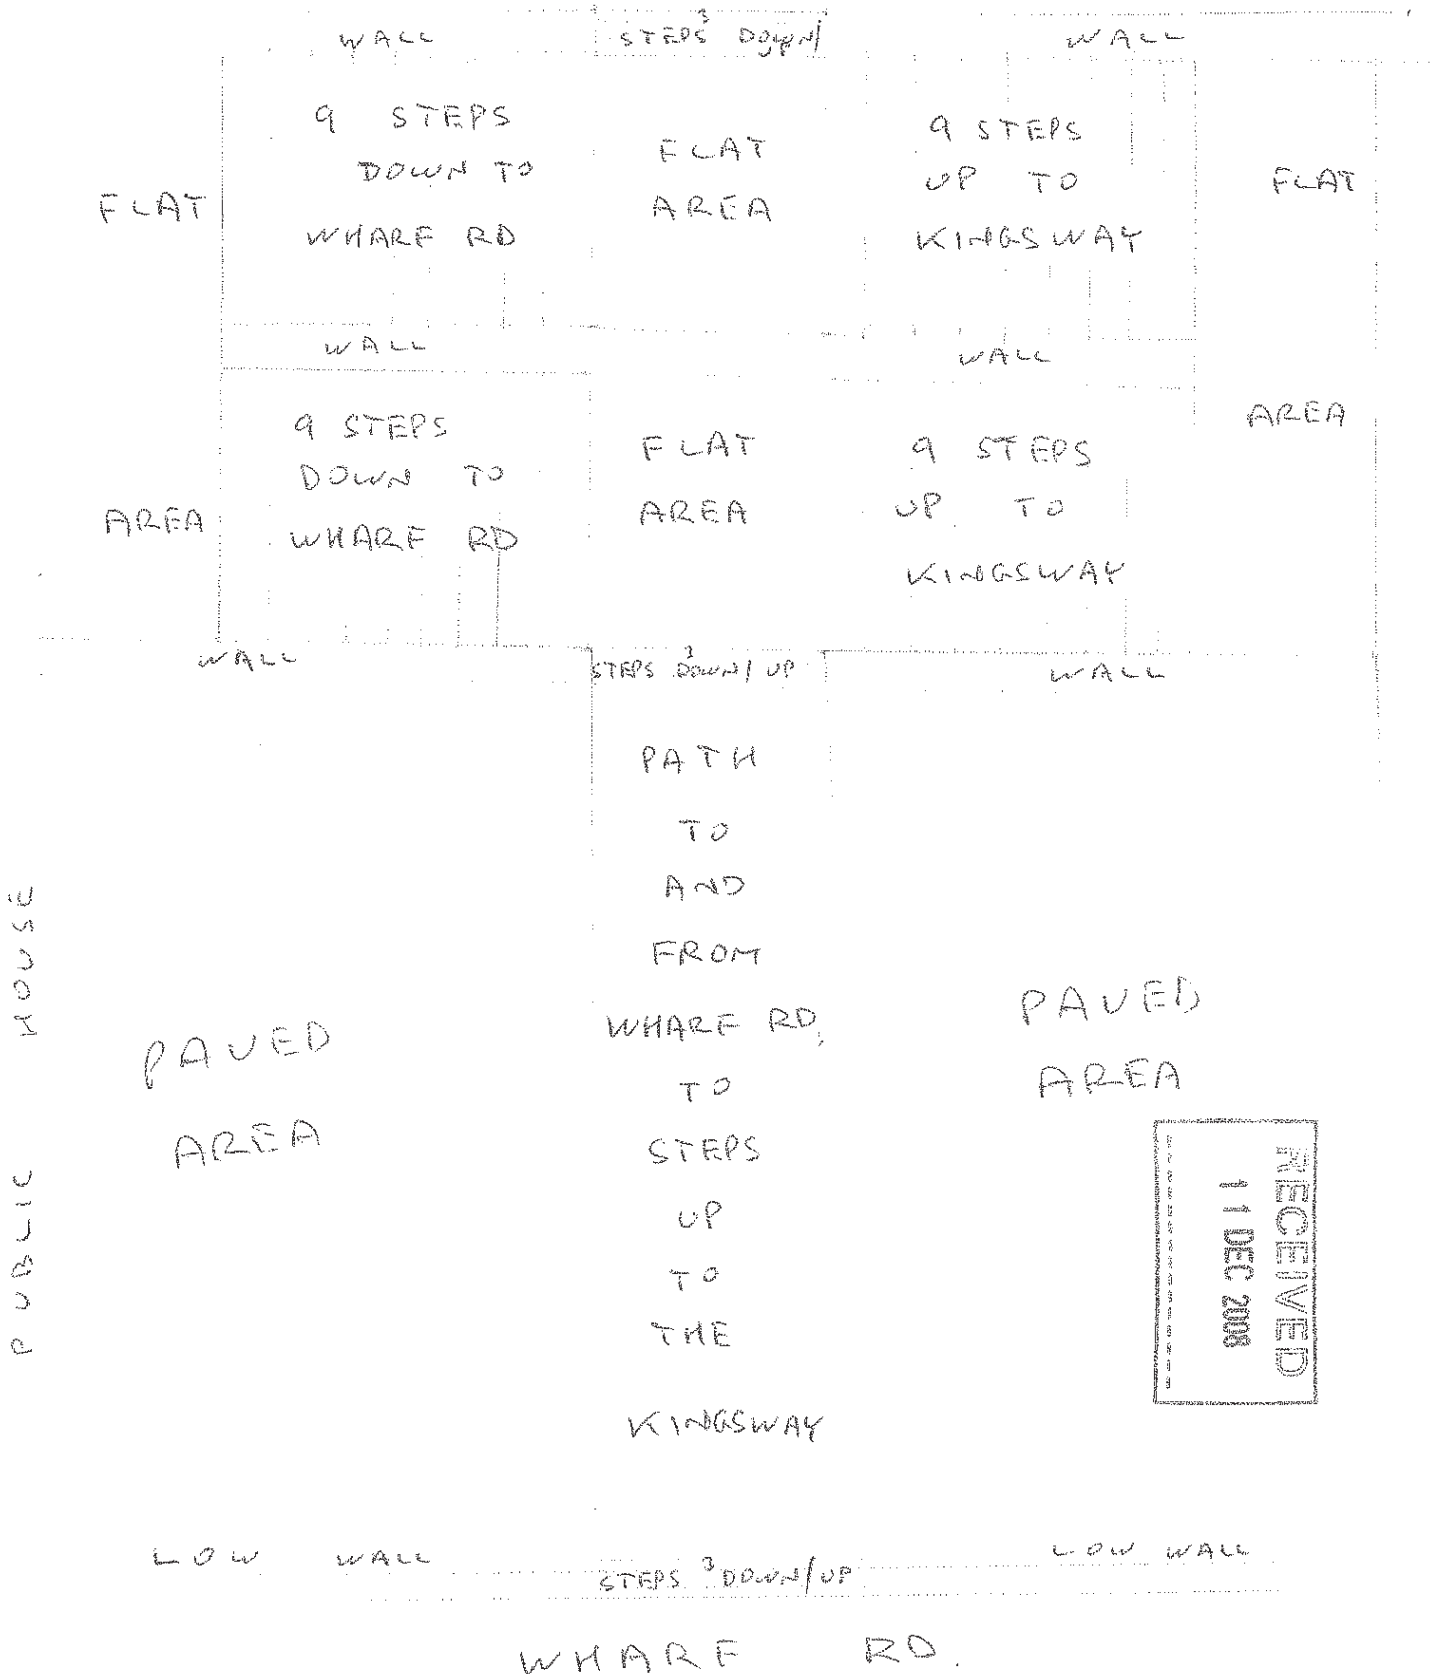 WALL
3
STEPS DOWN/
WALL
9 STEPS
DOWN TO
WHARF RD
FLAT
AREA
9 STEPS
UP TO
KINGSWAY
FLAT
FLAT
WALL
WALL
9 STEPS
DOWN TO
WHARF RD
FLAT
AREA
9 STEPS
UP TO
KINGSWAY
AREA
AREA
WALL
3
STEPS DOWN/UP
WALL
PATH
TO
AND
FROM
WHARF RD,
TO
STEPS
UP
TO
THE
KINGSWAY
PUBLIC HOUSE
PAVED
AREA
PAVED
AREA
RECEIVED
11 DEC 2008
LOW WALL
STEPS 3 DOWN/UP
LOW WALL
WHARF RD.